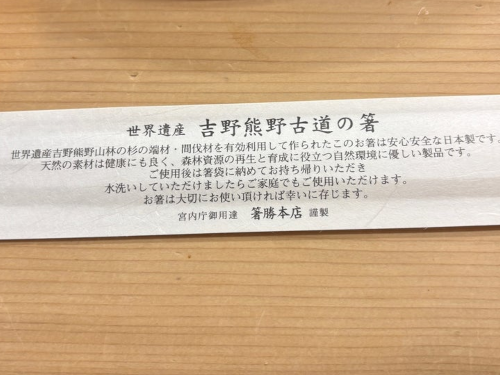 世界遺産 吉野熊野古道の箸
世界遺産吉野熊野山林の杉の端材・間伐材を有効利用して作られたこのお箸は安心安全な日本製です。
天然の素材は健康にも良く、森林資源の再生と育成に役立つ自然環境に優しい製品です。
ご使用後は箸袋に納めてお持ち帰りいただき
水洗いしていただけましたらご家庭でもご使用いただけます。
お箸は大切にお使い頂ければ幸いに存じます。
宮内庁御用達 箸勝本店 謹製